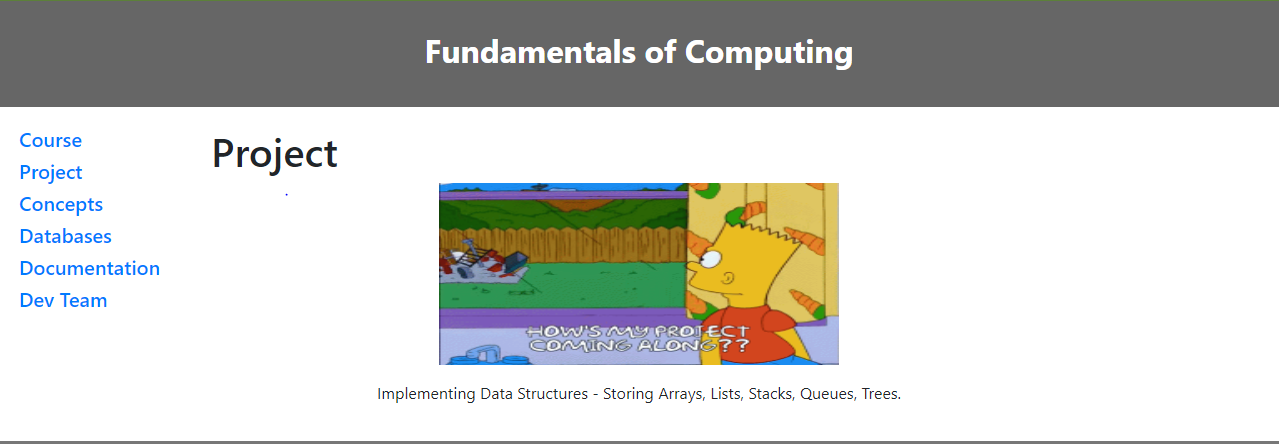 Fundamentals of Computing
Course
Project
Concepts
Databases
Documentation
Dev Team
Project
HOW'S MY PROJECT
COMING ALONG??
Implementing Data Structures - Storing Arrays, Lists, Stacks, Queues, Trees.